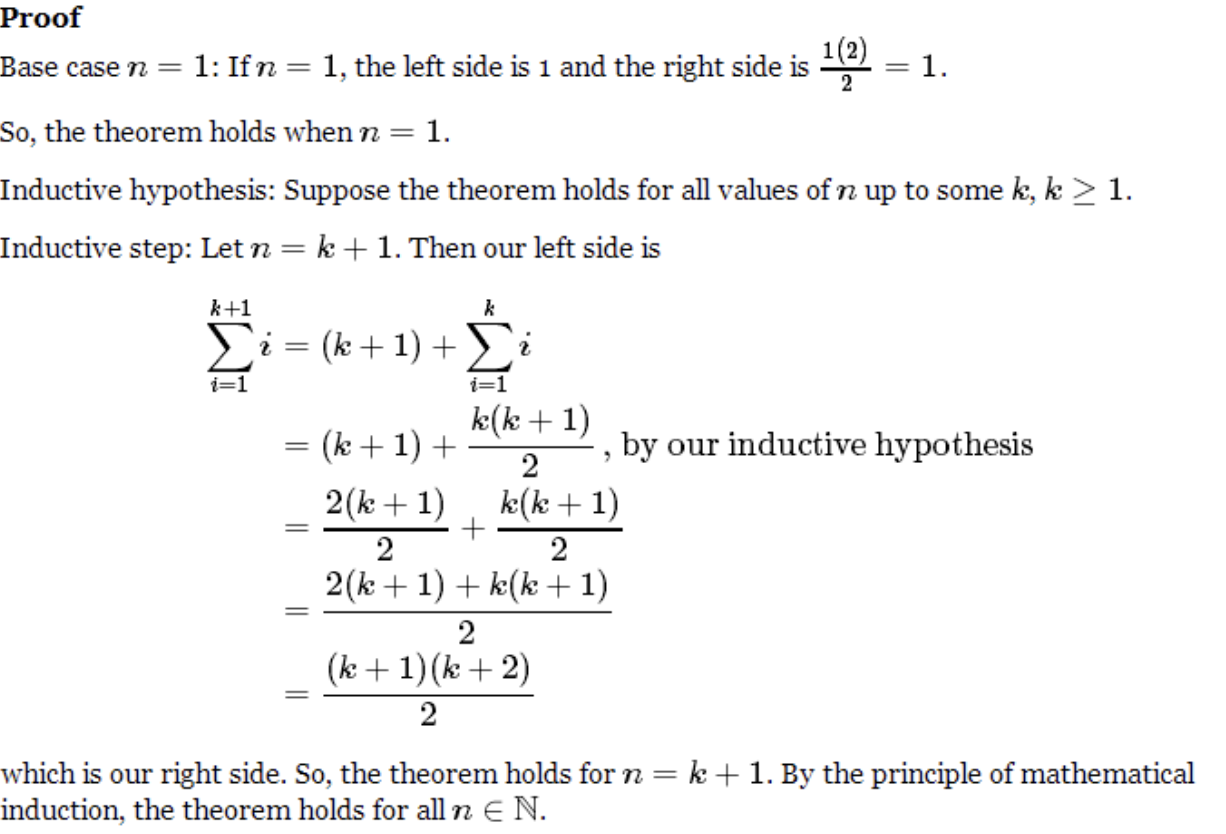 Proof
Base case n = 1: If n = 1, the left side is 1 and the right side is \frac{1(2)}{2} = 1.
So, the theorem holds when n = 1.
Inductive hypothesis: Suppose the theorem holds for all values of n up to some k, k ≥ 1.
Inductive step: Let n = k + 1. Then our left side is
\sum_{i=1}^{k+1} i = (k + 1) + \sum_{i=1}^{k} i
= (k + 1) + \frac{k(k + 1)}{2}, by our inductive hypothesis
= \frac{2(k + 1)}{2} + \frac{k(k + 1)}{2}
= \frac{2(k + 1) + k(k + 1)}{2}
= \frac{(k + 1)(k + 2)}{2}
which is our right side. So, the theorem holds for n = k + 1. By the principle of mathematical
induction, the theorem holds for all n ∈ ℕ.